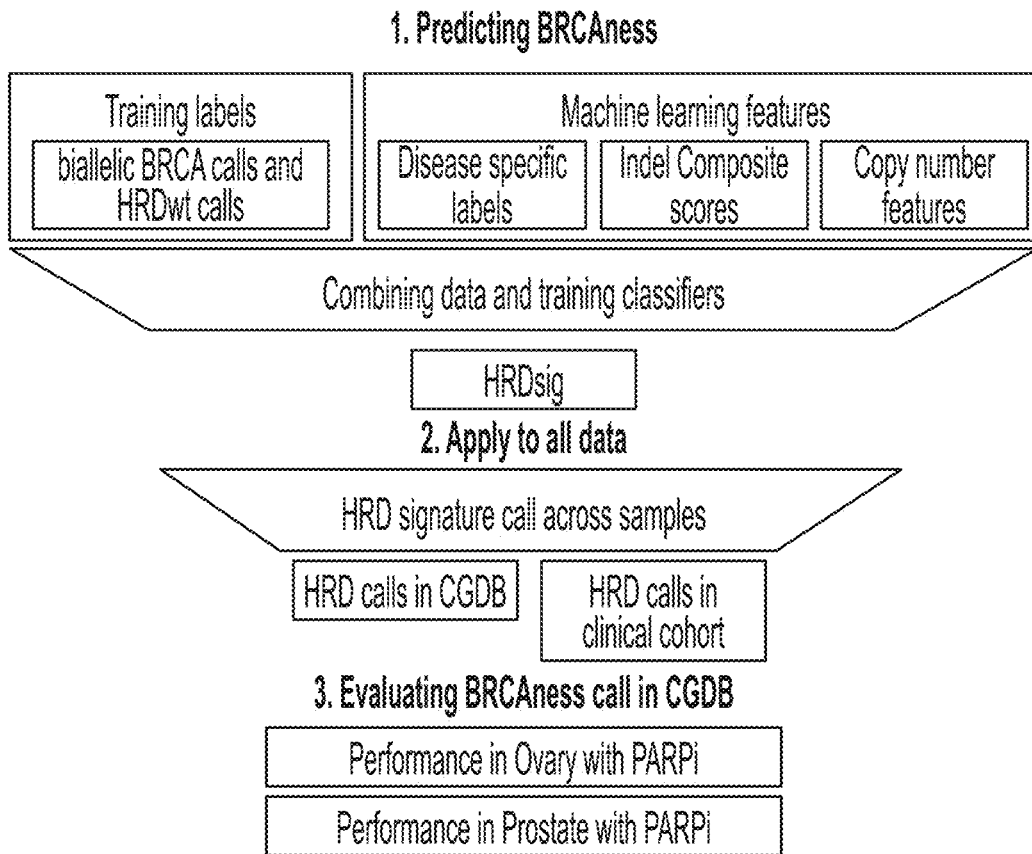 1. Predicting BRCAness
Training labels
biallelic BRCA calls and
HRDwt calls
Machine learning features
Disease specific
labels
Indel Composite
scores
Copy number
features
Combining data and training classifiers
HRDsig
2. Apply to all data
HRD signature call across samples
HRD calls in CGDB
HRD calls in
clinical cohort
3. Evaluating BRCAness call in CGDB
Performance in Ovary with PARPi
Performance in Prostate with PARPi